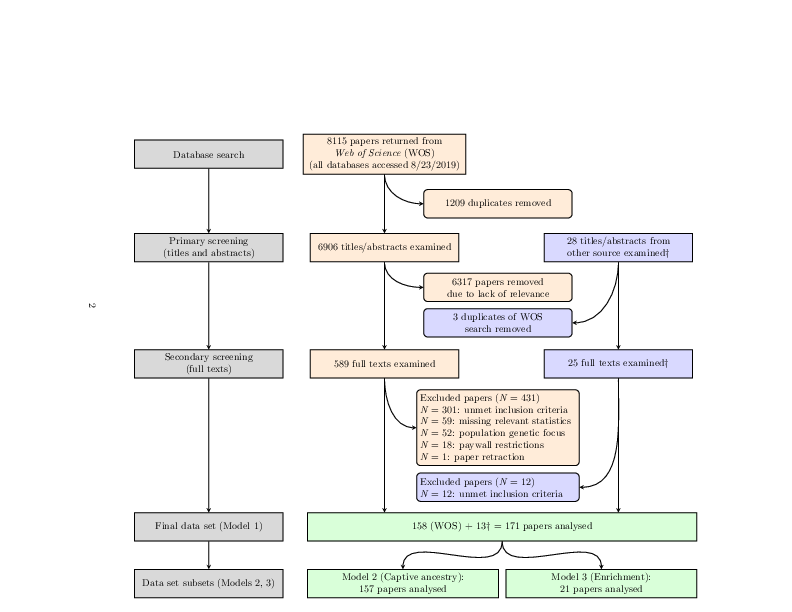 Database search
8115 papers returned from
Web of Science (WOS)
(all databases accessed 8/23/2019)
1209 duplicates removed
Primary screening
(titles and abstracts)
6906 titles/abstracts examined
28 titles/abstracts from
other source examined†
6317 papers removed
due to lack of relevance
2
3 duplicates of WOS
search removed
Secondary screening
(full texts)
589 full texts examined
25 full texts examined†
Excluded papers (N = 431)
N = 301: unmet inclusion criteria
N = 59: missing relevant statistics
N = 52: population genetic focus
N = 18: paywall restrictions
N = 1: paper retraction
Excluded papers (N = 12)
N = 12: unmet inclusion criteria
Final data set (Model 1)
158 (WOS) + 13† = 171 papers analysed
Data set subsets (Models 2, 3)
Model 2 (Captive ancestry):
157 papers analysed
Model 3 (Enrichment):
21 papers analysed